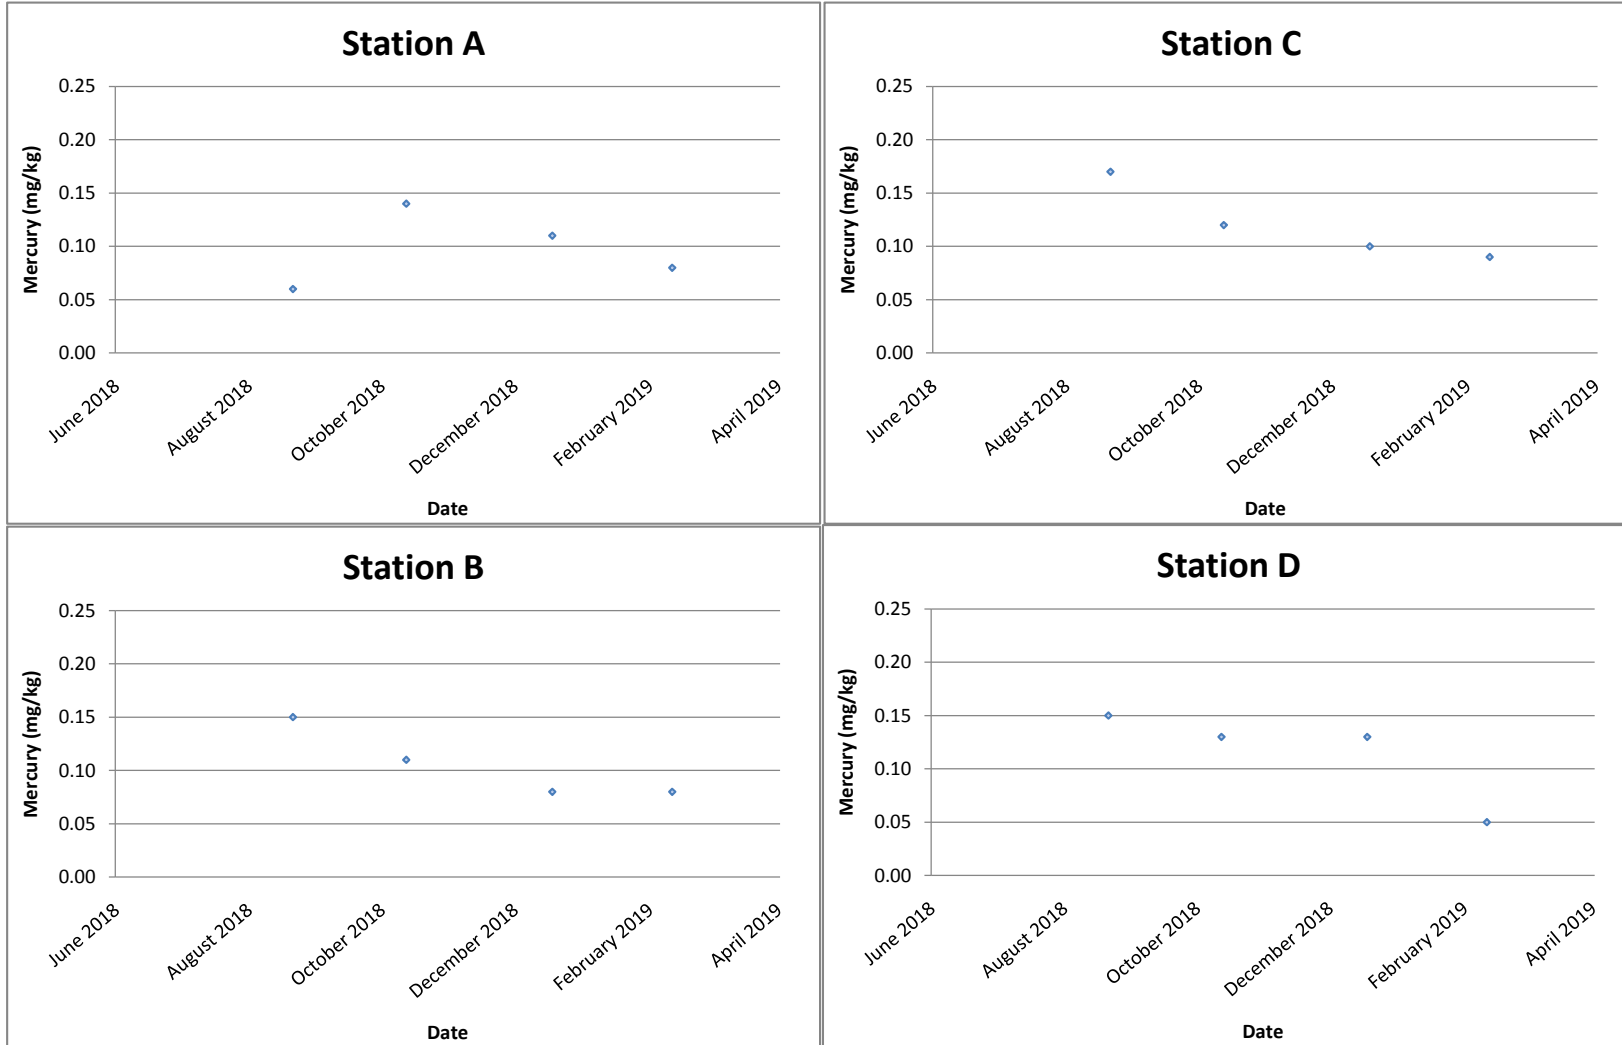 Station A
Mercury (mg/kg)
0.25
0.20
0.15
0.10
0.05
0.00
June 2018
August 2018
October 2018
December 2018
February 2019
April 2019
Date
Station C
Mercury (mg/kg)
0.25
0.20
0.15
0.10
0.05
0.00
June 2018
August 2018
October 2018
December 2018
February 2019
April 2019
Date
Station B
Mercury (mg/kg)
0.25
0.20
0.15
0.10
0.05
0.00
June 2018
August 2018
October 2018
December 2018
February 2019
April 2019
Date
Station D
Mercury (mg/kg)
0.25
0.20
0.15
0.10
0.05
0.00
June 2018
August 2018
October 2018
December 2018
February 2019
April 2019
Date